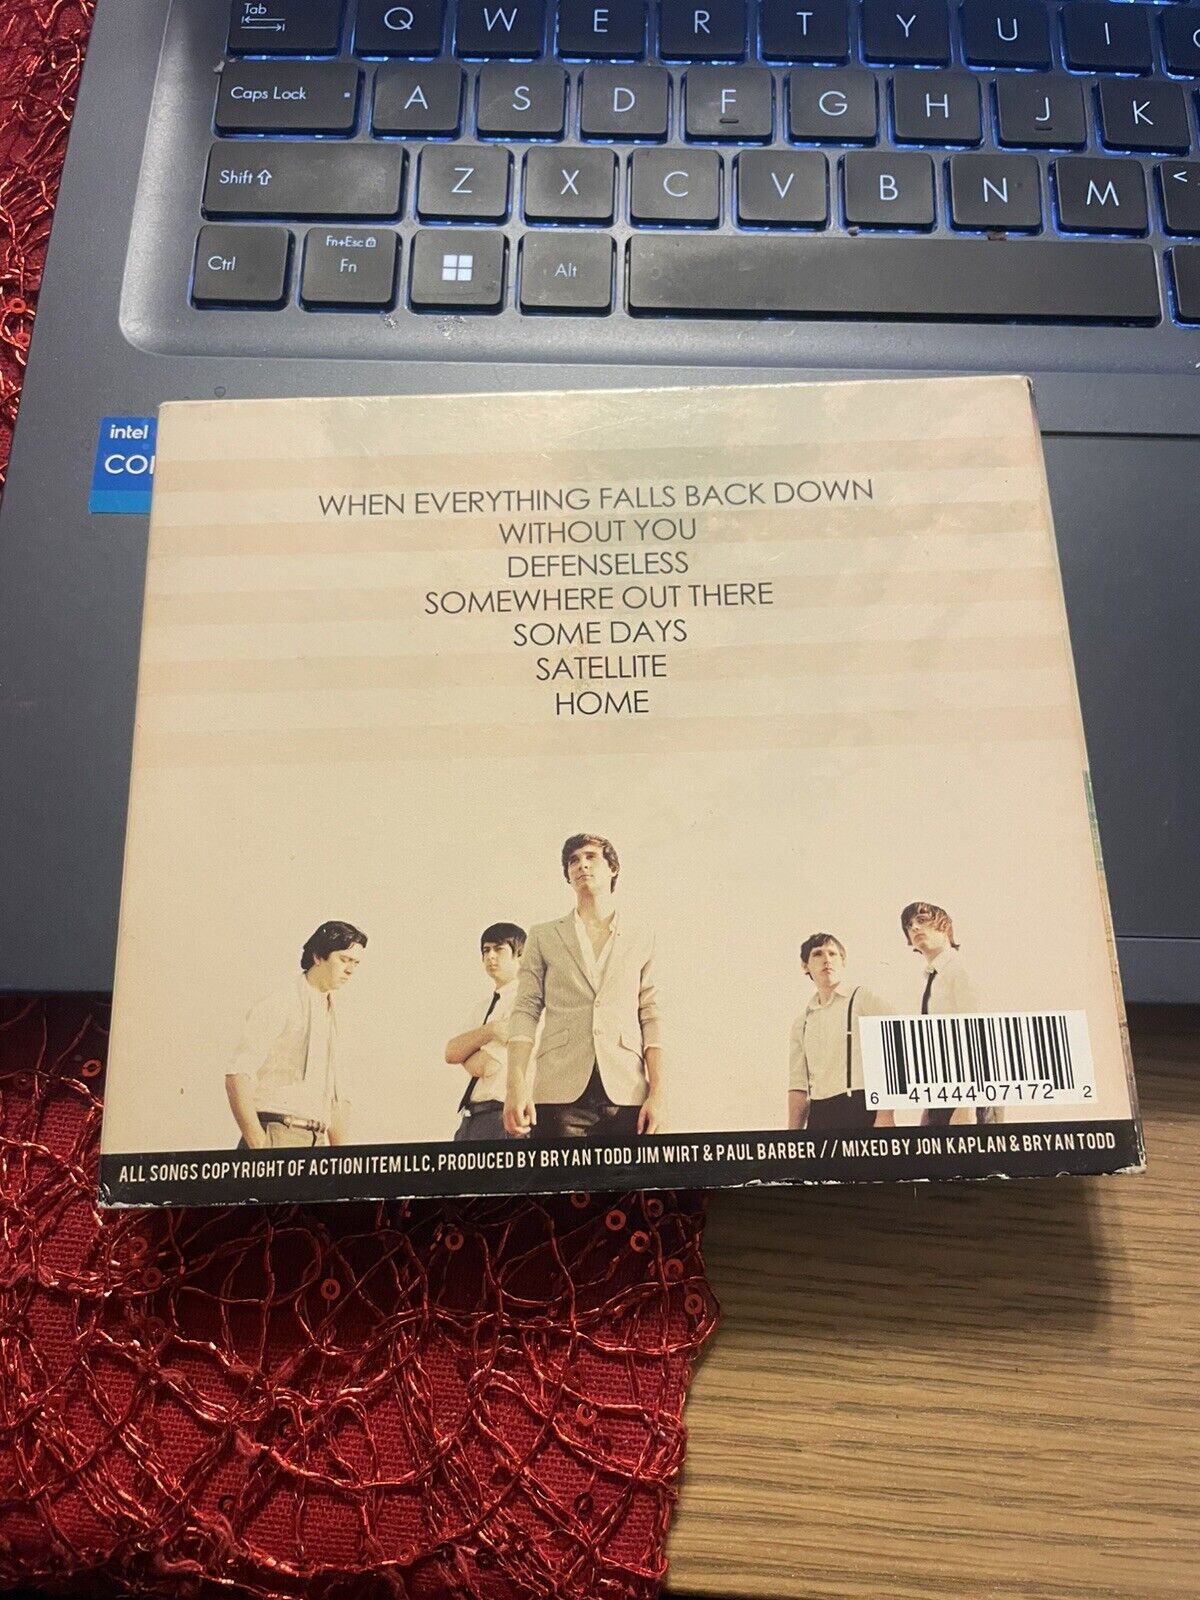 Tab Q W E R T Y U I
Caps Lock A S D F G H J K
Shift Z X C V B N M <
Fn+Esc
Ctrl Fn Alt
intel
WHEN EVERYTHING FALLS BACK DOWN
WITHOUT YOU
DEFENSELESS
SOMEWHERE OUT THERE
SOME DAYS
SATELLITE
HOME
6 41444 07172 2
ALL SONGS COPYRIGHT OF ACTION ITEM LLC, PRODUCED BY BRYAN TODD JIM WIRT & PAUL BARBER // MIXED BY JON KAPLAN & BRYAN TODD